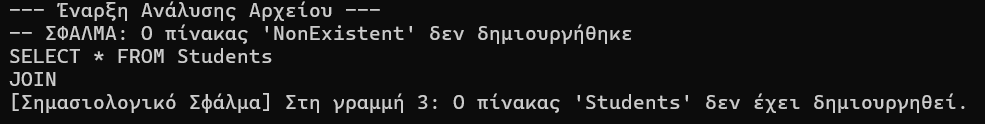 --- Έναρξη Ανάλυσης Αρχείου ---
-- ΣΦΑΛΜΑ: Ο πίνακας 'NonExistent' δεν δημιουργήθηκε
SELECT * FROM Students
JOIN
[Σημασιολογικό Σφάλμα] Στη γραμμή 3: Ο πίνακας 'Students' δεν έχει δημιουργηθεί.